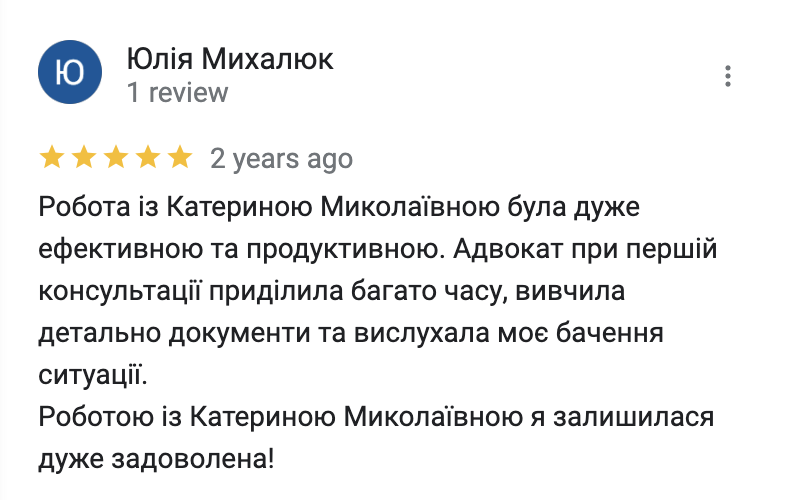 Ю
Юлія Михалюк
1 review
2 years ago
Робота із Катериною Миколаївною була дуже
ефективною та продуктивною. Адвокат при першій
консультації приділила багато часу, вивчила
детально документи та вислухала моє бачення
ситуації.
Роботою із Катериною Миколаївною я залишилася
дуже задоволена!